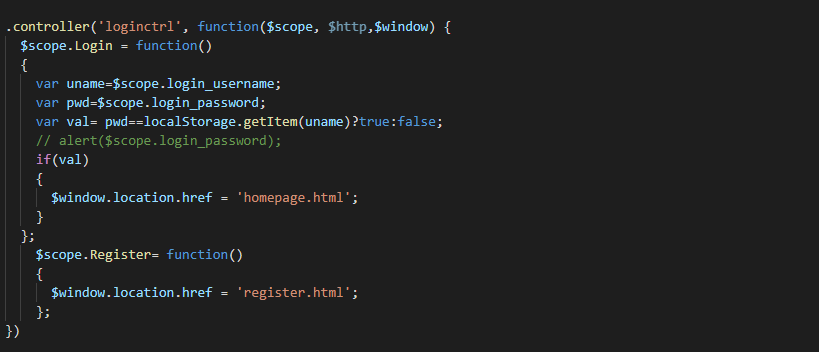 .controller('loginctrl', function($scope, $http,$window) {
$scope.Login = function()
{
var uname=$scope.login_username;
var pwd=$scope.login_password;
var val= pwd==localStorage.getItem(uname)?true:false;
// alert($scope.login_password);
if(val)
{
$window.location.href = 'homepage.html';
}
};
$scope.Register= function()
{
$window.location.href = 'register.html';
};
})